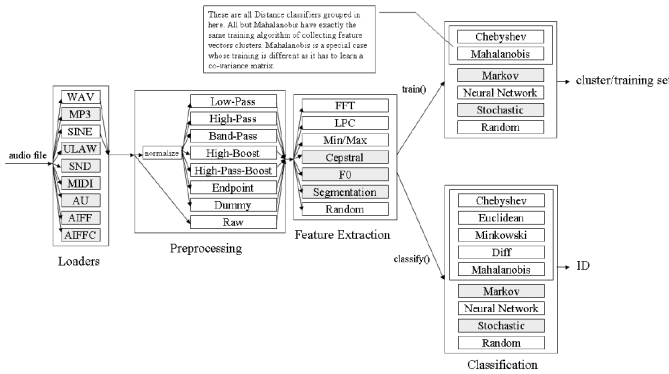 These are all Distance classifiers grouped in
here. All but Mahalanobis have exactly the
same training algorithm of collecting feature
vectors clusters. Mahalanobis is a special case
whose training is different as it has to learn a
co-variance matrix.
audio file
WAV
MP3
SINE
ULAW
SND
MIDI
AU
AIFF
AIFFC
Loaders
normalize
Low-Pass
High-Pass
Band-Pass
High-Boost
High-Pass-Boost
Endpoint
Dummy
Raw
Preprocessing
FFT
LPC
Min/Max
Cepstral
F0
Segmentation
Random
Feature Extraction
train()
Chebyshev
Mahalanobis
Markov
Neural Network
Stochastic
Random
cluster/training se
classify()
Chebyshev
Euclidean
Minkowski
Diff
Mahalanobis
Markov
Neural Network
Stochastic
Random
ID
Classification